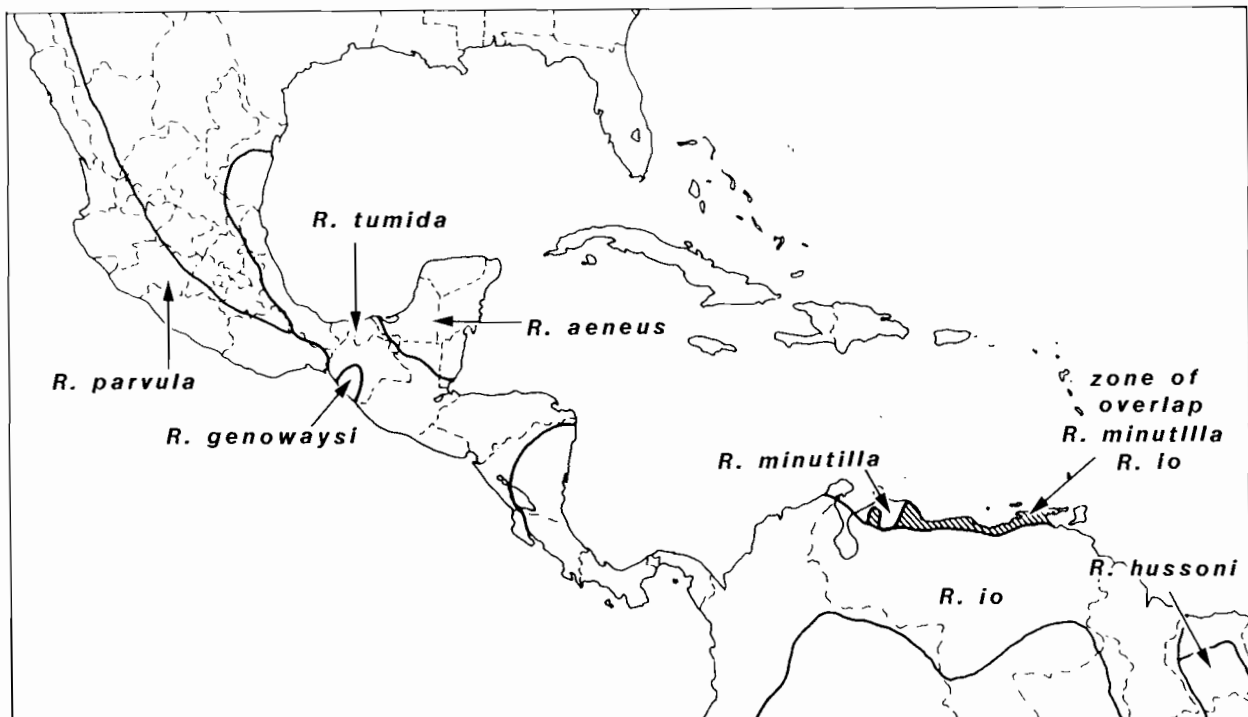 R. tumida
R. aeneus
R. parvula
R. genowaysi
zone of
overlap
R. minutIlla
R. Io
R. minutilla
R. hussoni
R. io